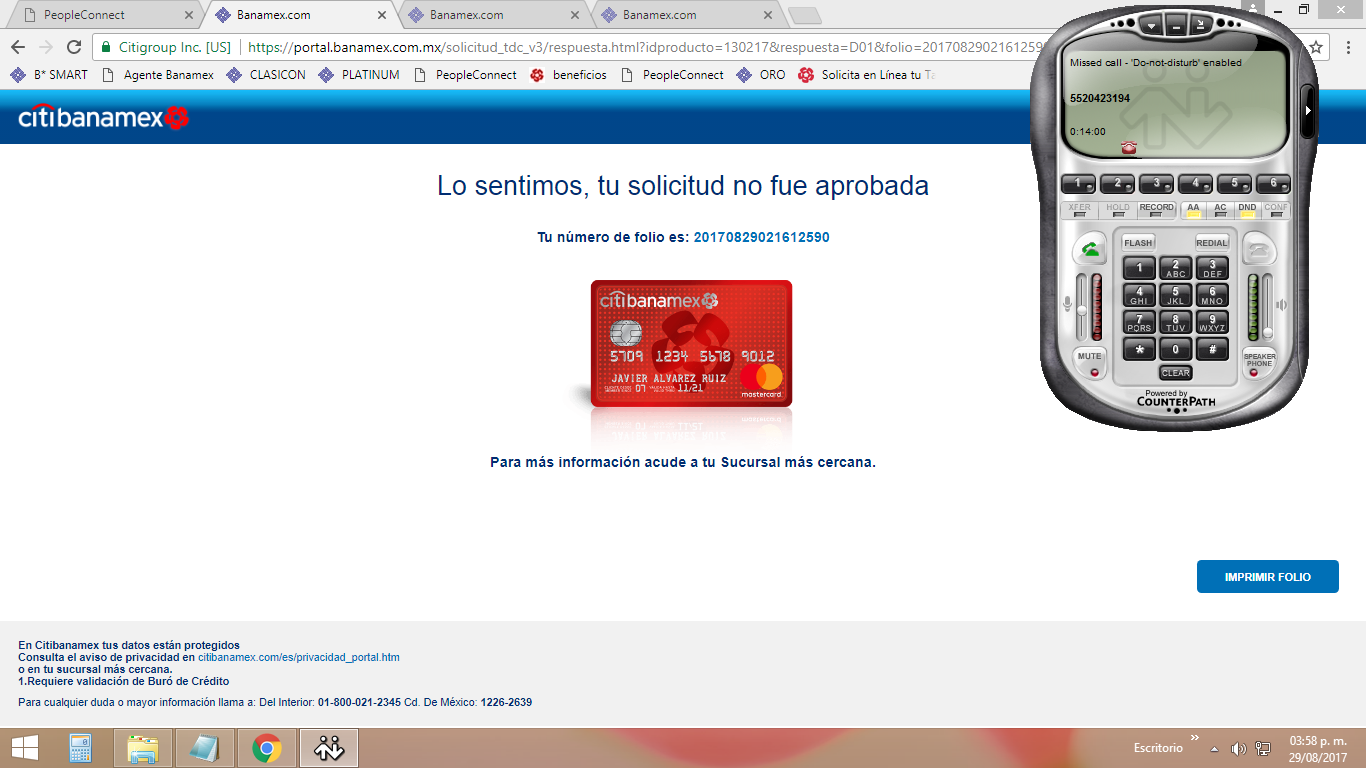 PeopleConnect
Banamex.com
Banamex.com
Banamex.com
Citigroup Inc. [US]
https://portal.banamex.com.mx/solicitud_tdc_v3/respuesta.html?idproducto=130217&respuesta=D01&folio=20170829021612590
B* SMART
Agente Banamex
CLASICON
PLATINUM
PeopleConnect
beneficios
PeopleConnect
ORO
Solicita en Línea tu Ta
citibanamex
Lo sentimos, tu solicitud no fue aprobada
Tu número de folio es: 20170829021612590
citibanamex
5709 1234 5678 9012
07 11/21
JAVIER ALVAREZ RUIZ
mastercard
Para más información acude a tu Sucursal más cercana.
IMPRIMIR FOLIO
En Citibanamex tus datos están protegidos
Consulta el aviso de privacidad en citibanamex.com/es/privacidad_portal.htm
o en tu sucursal más cercana.
1.Requiere validación de Buró de Crédito
Para cualquier duda o mayor información llama a: Del Interior: 01-800-021-2345 Cd. De México: 1226-2639
Missed call - 'Do-not-disturb' enabled
5520423194
0:14:00
1 2 3 4 5 6
XFER HOLD RECORD AA AC DND CONF
FLASH REDIAL
1 2 ABC 3 DEF
4 GHI 5 JKL 6 MNO
7 PQRS 8 TUV 9 WXYZ
* 0 #
MUTE
SPEAKER PHONE
CLEAR
Powered by
COUNTERPATH
Escritorio
03:58 p. m.
29/08/2017